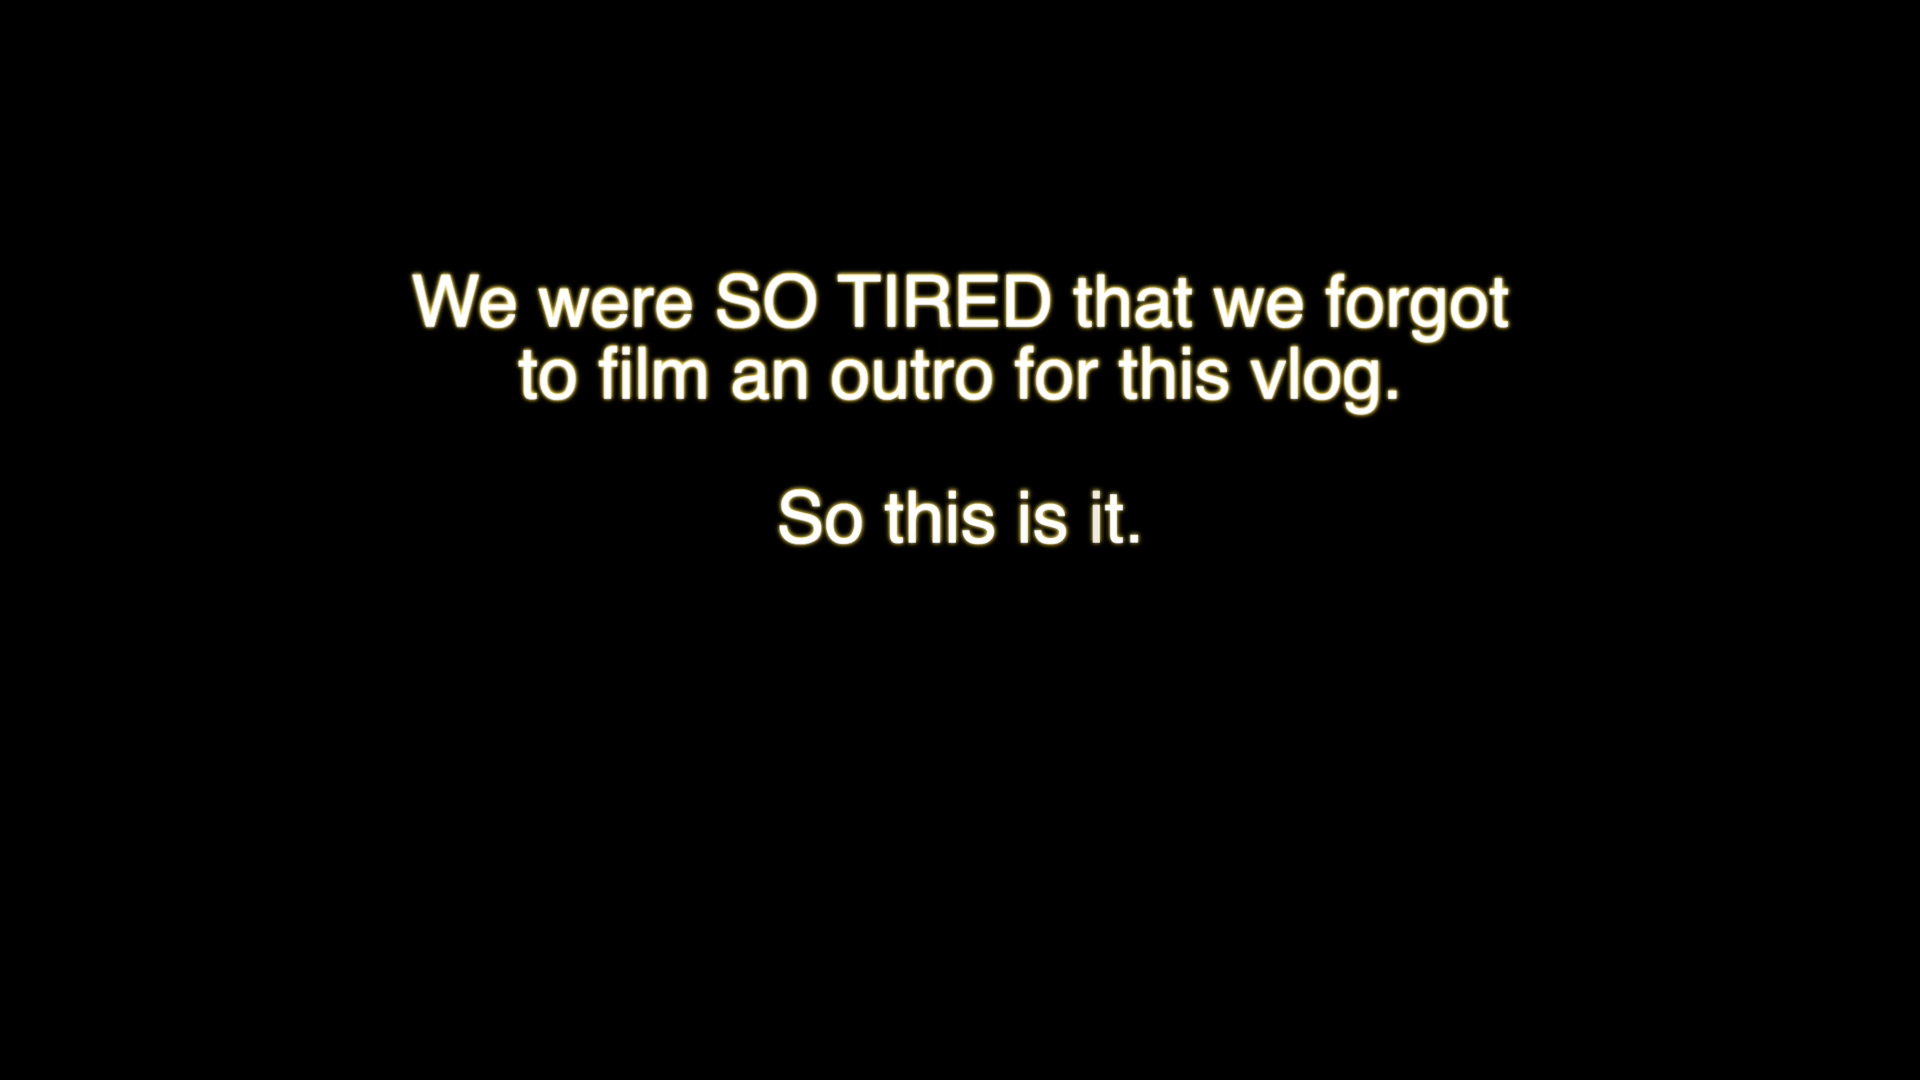 We were SO TIRED that we forgot
to film an outro for this vlog.
So this is it.